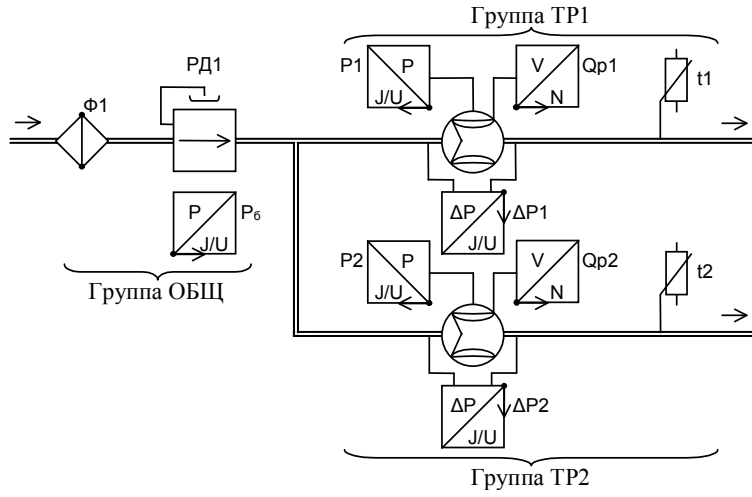 Группа ТР1
РД1
P1
P
J/U
V
N
Qp1
t1
Ф1
P
J/U
Pб
ΔP
J/U
ΔP1
Группа ОБЩ
P2
P
J/U
V
N
Qp2
t2
ΔP
J/U
ΔP2
Группа ТР2